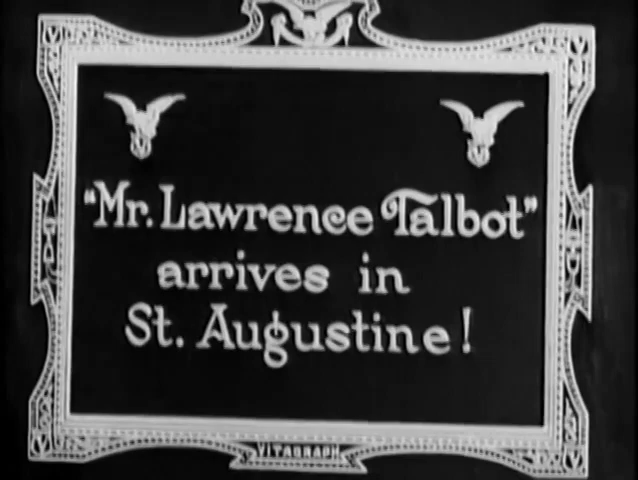 "Mr. Lawrence Talbot"
arrives in
St. Augustine!
VITAGRAPH